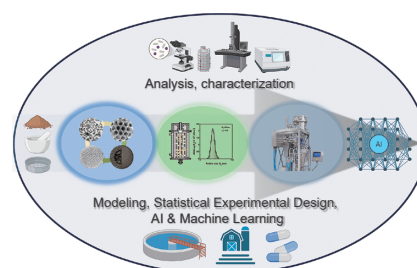 Analysis, characterization
AI
Modeling, Statistical Experimental Design,
AI & Machine Learning